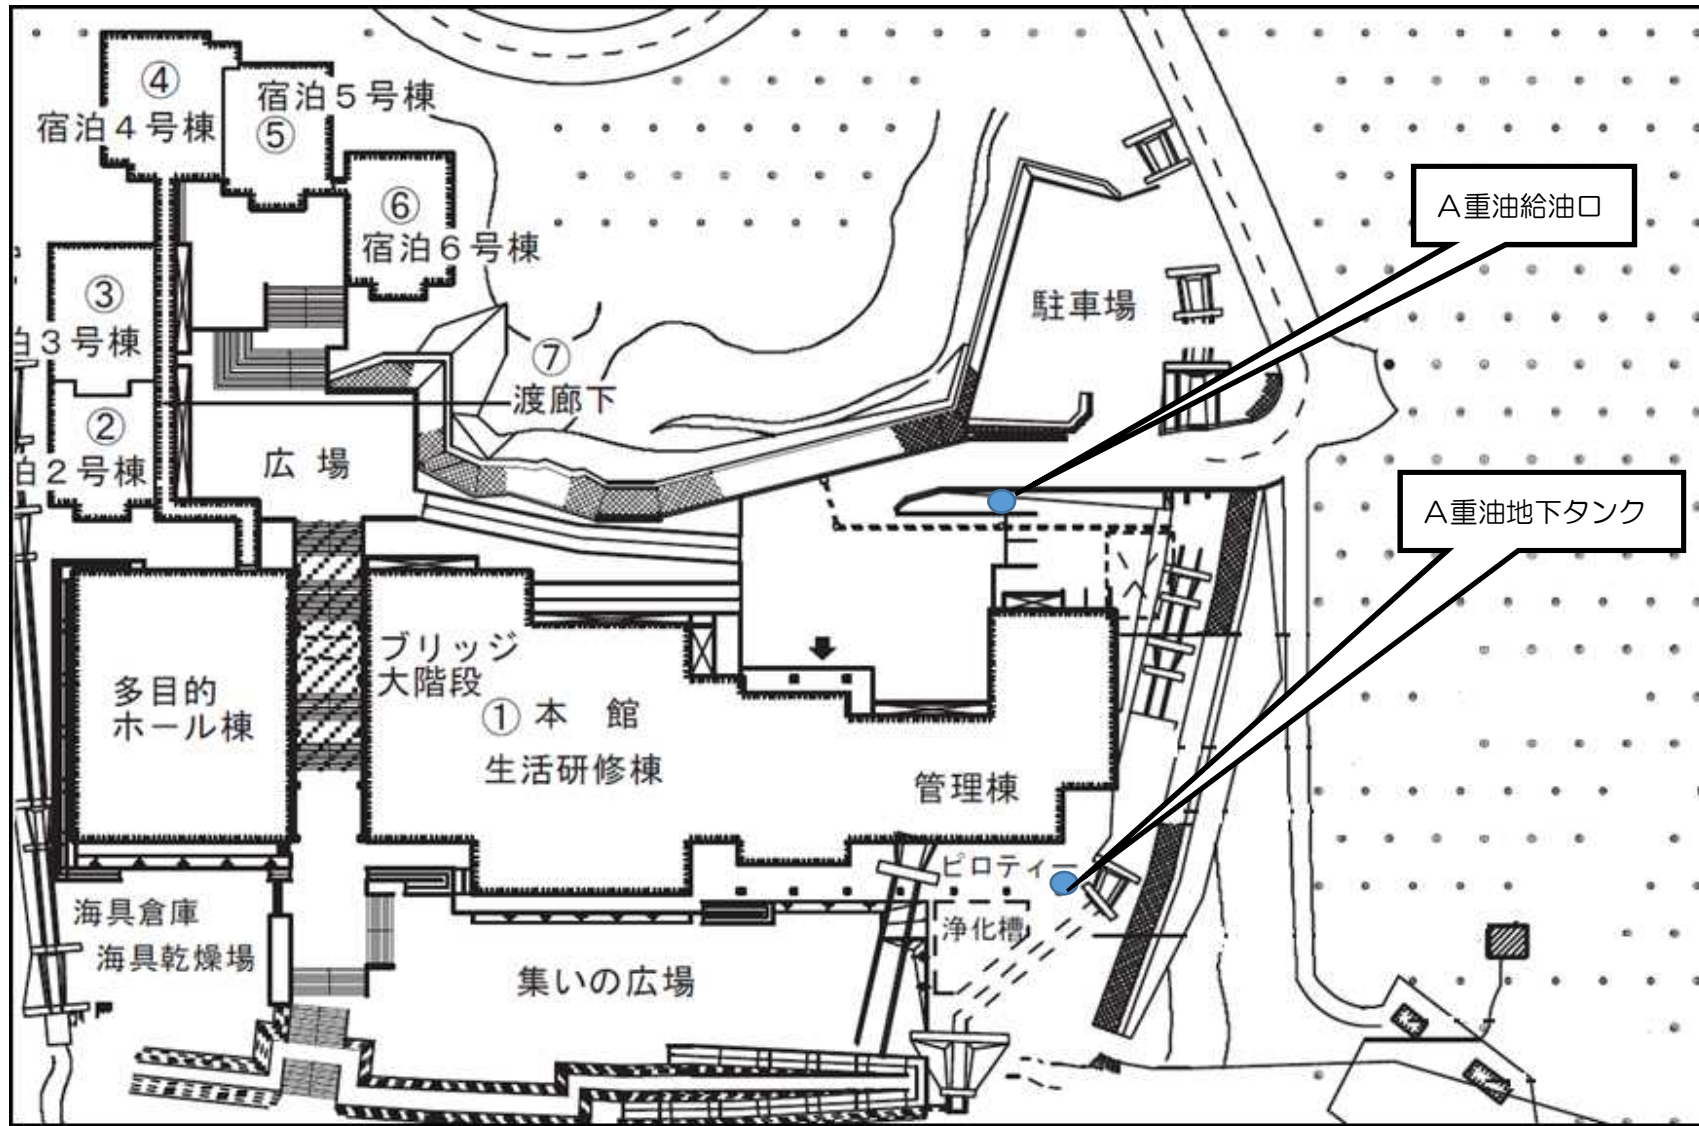 ④
宿泊４号棟
宿泊５号棟
⑤
⑥
宿泊６号棟
Ａ重油給油口
駐車場
③
泊３号棟
⑦
渡廊下
②
泊２号棟
広 場
Ａ重油地下タンク
ブリッジ
大階段
多目的
ホール棟
① 本 館
生活研修棟
管理棟
ピロティー
浄化槽
海具倉庫
海具乾燥場
集いの広場